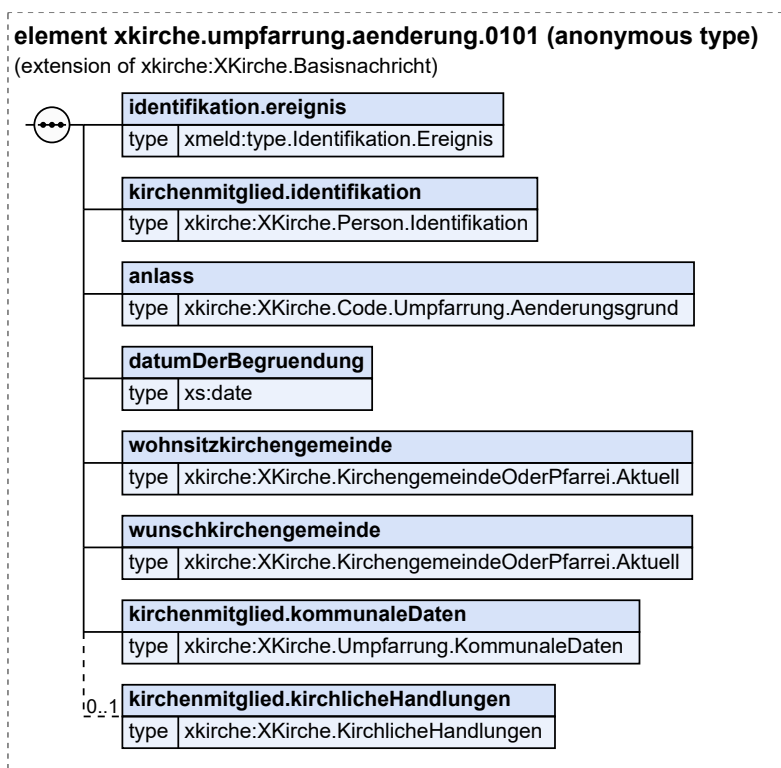 element xkirche.umpfarrung.aenderung.0101 (anonymous type)
(extension of xkirche:XKirche.Basisnachricht)
identifikation.ereignis
type xmeld:type.Identifikation.Ereignis
kirchenmitglied.identifikation
type xkirche:XKirche.Person.Identifikation
anlass
type xkirche:XKirche.Code.Umpfarrung.Aenderungsgrund
datumDerBegruendung
type xs:date
wohnsitzkirchengemeinde
type xkirche:XKirche.KirchengemeindeOderPfarrei.Aktuell
wunschkirchengemeinde
type xkirche:XKirche.KirchengemeindeOderPfarrei.Aktuell
kirchenmitglied.kommunaleDaten
type xkirche:XKirche.Umpfarrung.KommunaleDaten
0..1 kirchenmitglied.kirchlicheHandlungen
type xkirche:XKirche.KirchlicheHandlungen